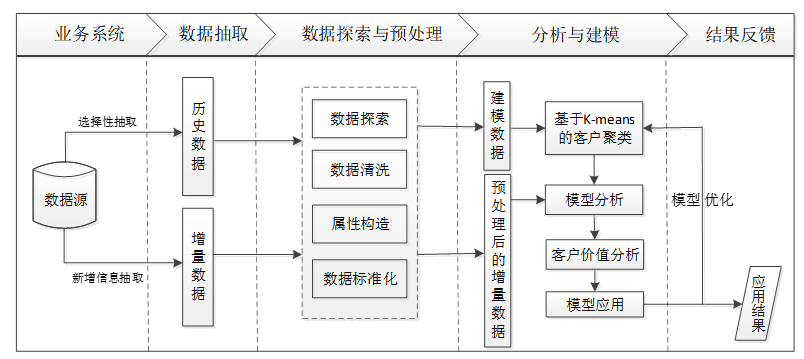 业务系统
数据抽取
数据探索与预处理
分析与建模
结果反馈
选择性抽取
数据源
新增信息抽取
历史数据
增量数据
数据探索
数据清洗
属性构造
数据标准化
建模数据
预处理后的增量数据
基于K-means
的客户聚类
模型分析
客户价值分析
模型应用
模型 优化
应用结果